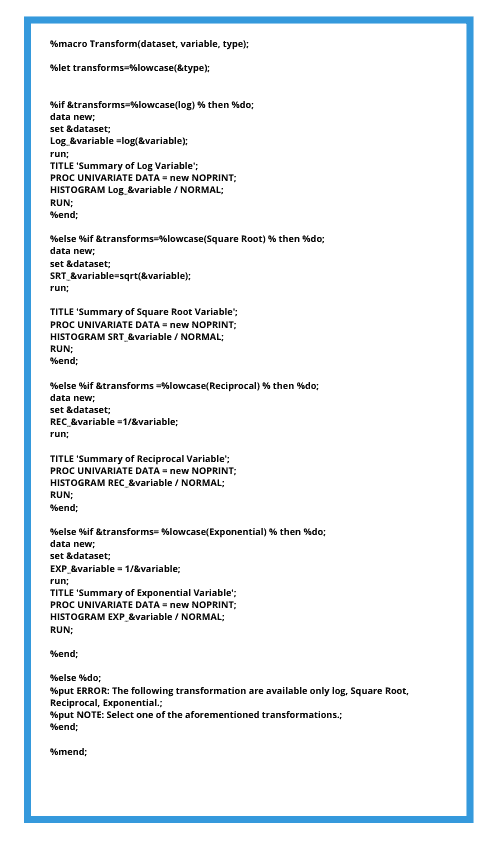 %macro Transform(dataset, variable, type);
%let transforms=%lowcase(&type);
%if &transforms=%lowcase(log) % then %do;
data new;
set &dataset;
Log_&variable =log(&variable);
run;
TITLE 'Summary of Log Variable';
PROC UNIVARIATE DATA = new NOPRINT;
HISTOGRAM Log_&variable / NORMAL;
RUN;
%end;
%else %if &transforms=%lowcase(Square Root) % then %do;
data new;
set &dataset;
SRT_&variable=sqrt(&variable);
run;
TITLE 'Summary of Square Root Variable';
PROC UNIVARIATE DATA = new NOPRINT;
HISTOGRAM SRT_&variable / NORMAL;
RUN;
%end;
%else %if &transforms =%lowcase(Reciprocal) % then %do;
data new;
set &dataset;
REC_&variable =1/&variable;
run;
TITLE 'Summary of Reciprocal Variable';
PROC UNIVARIATE DATA = new NOPRINT;
HISTOGRAM REC_&variable / NORMAL;
RUN;
%end;
%else %if &transforms= %lowcase(Exponential) % then %do;
data new;
set &dataset;
EXP_&variable = 1/&variable;
run;
TITLE 'Summary of Exponential Variable';
PROC UNIVARIATE DATA = new NOPRINT;
HISTOGRAM EXP_&variable / NORMAL;
RUN;
%end;
%else %do;
%put ERROR: The following transformation are available only log, Square Root,
Reciprocal, Exponential.;
%put NOTE: Select one of the aforementioned transformations.;
%end;
%mend;